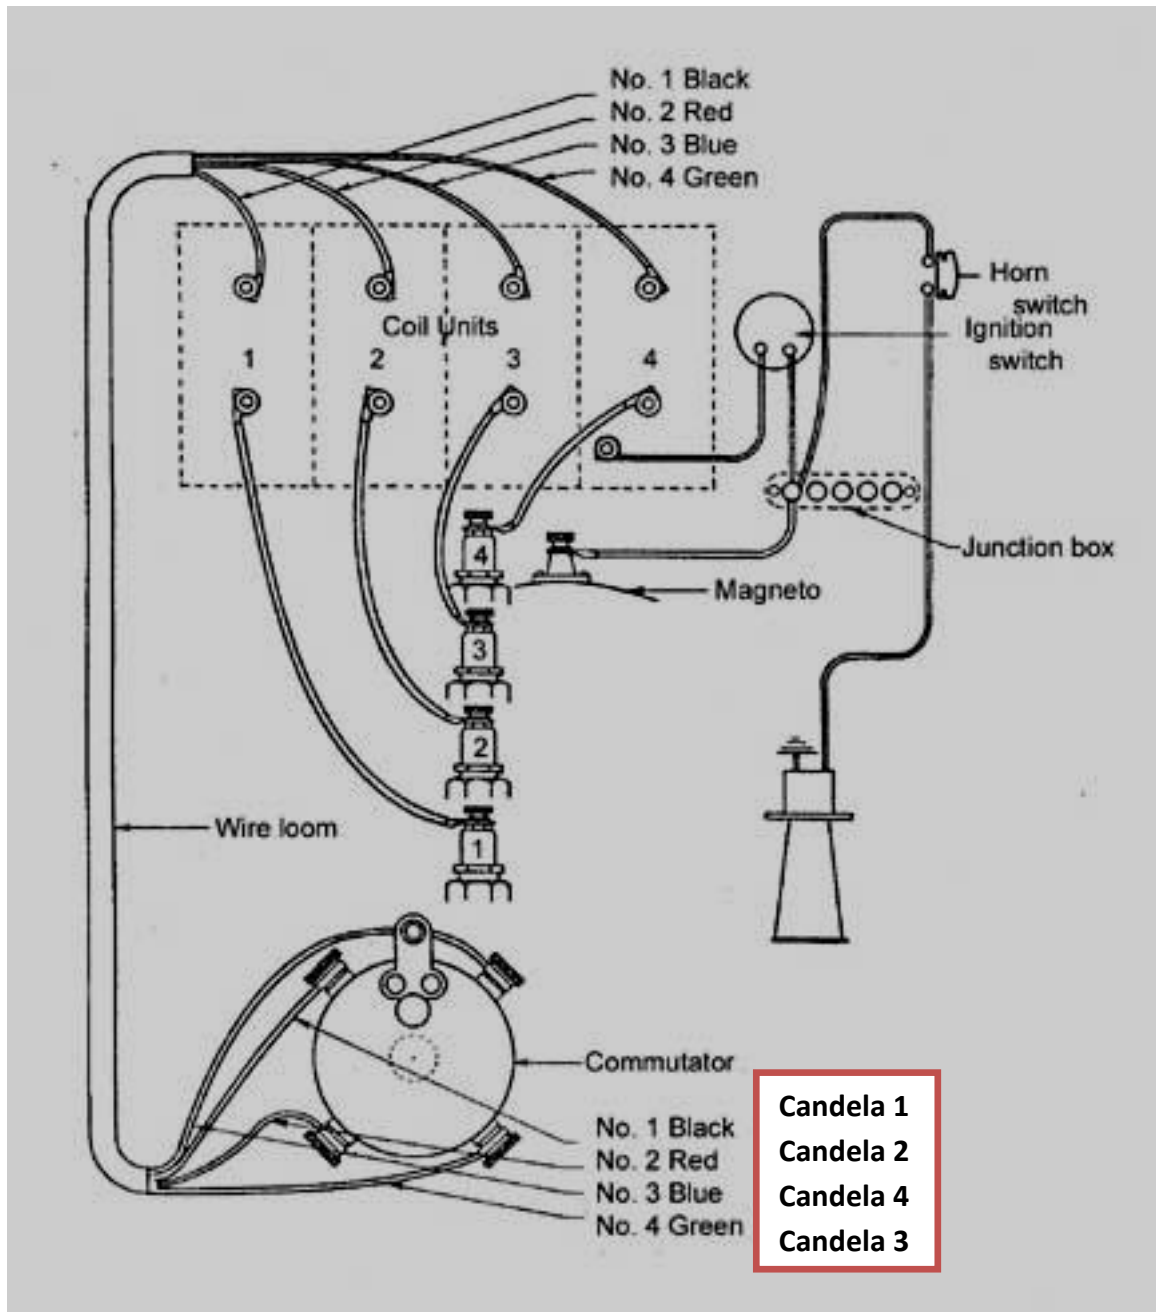 No. 1 Black
No. 2 Red
No. 3 Blue
No. 4 Green
Horn
switch
Coil Units
Ignition
switch
1
2
3
4
4
Junction box
Magneto
3
2
Wire loom
1
Commutator
No. 1 Black
No. 2 Red
No. 3 Blue
No. 4 Green
Candela 1
Candela 2
Candela 4
Candela 3